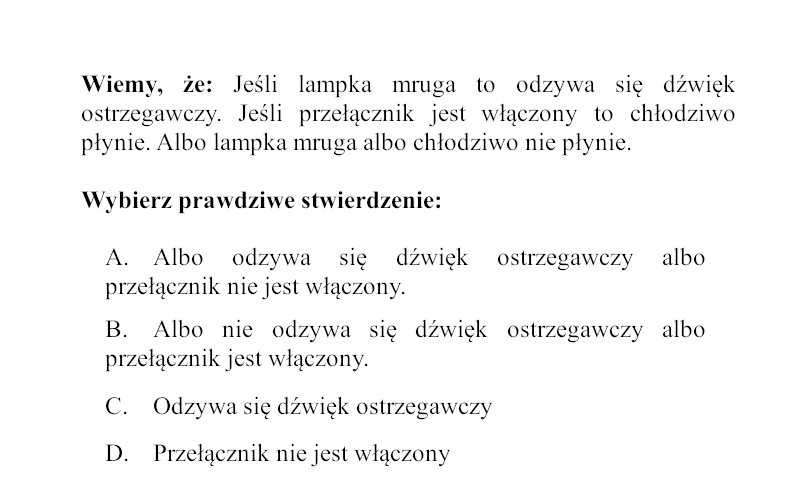 Wiemy, że: Jeśli lampka mruga to odzywa się dźwięk
ostrzegawczy. Jeśli przełącznik jest włączony to chłodziwo
płynie. Albo lampka mruga albo chłodziwo nie płynie.
Wybierz prawdziwe stwierdzenie:
A. Albo odzywa się dźwięk ostrzegawczy albo
przełącznik nie jest włączony.
B. Albo nie odzywa się dźwięk ostrzegawczy albo
przełącznik jest włączony.
C. Odzywa się dźwięk ostrzegawczy
D. Przełącznik nie jest włączony